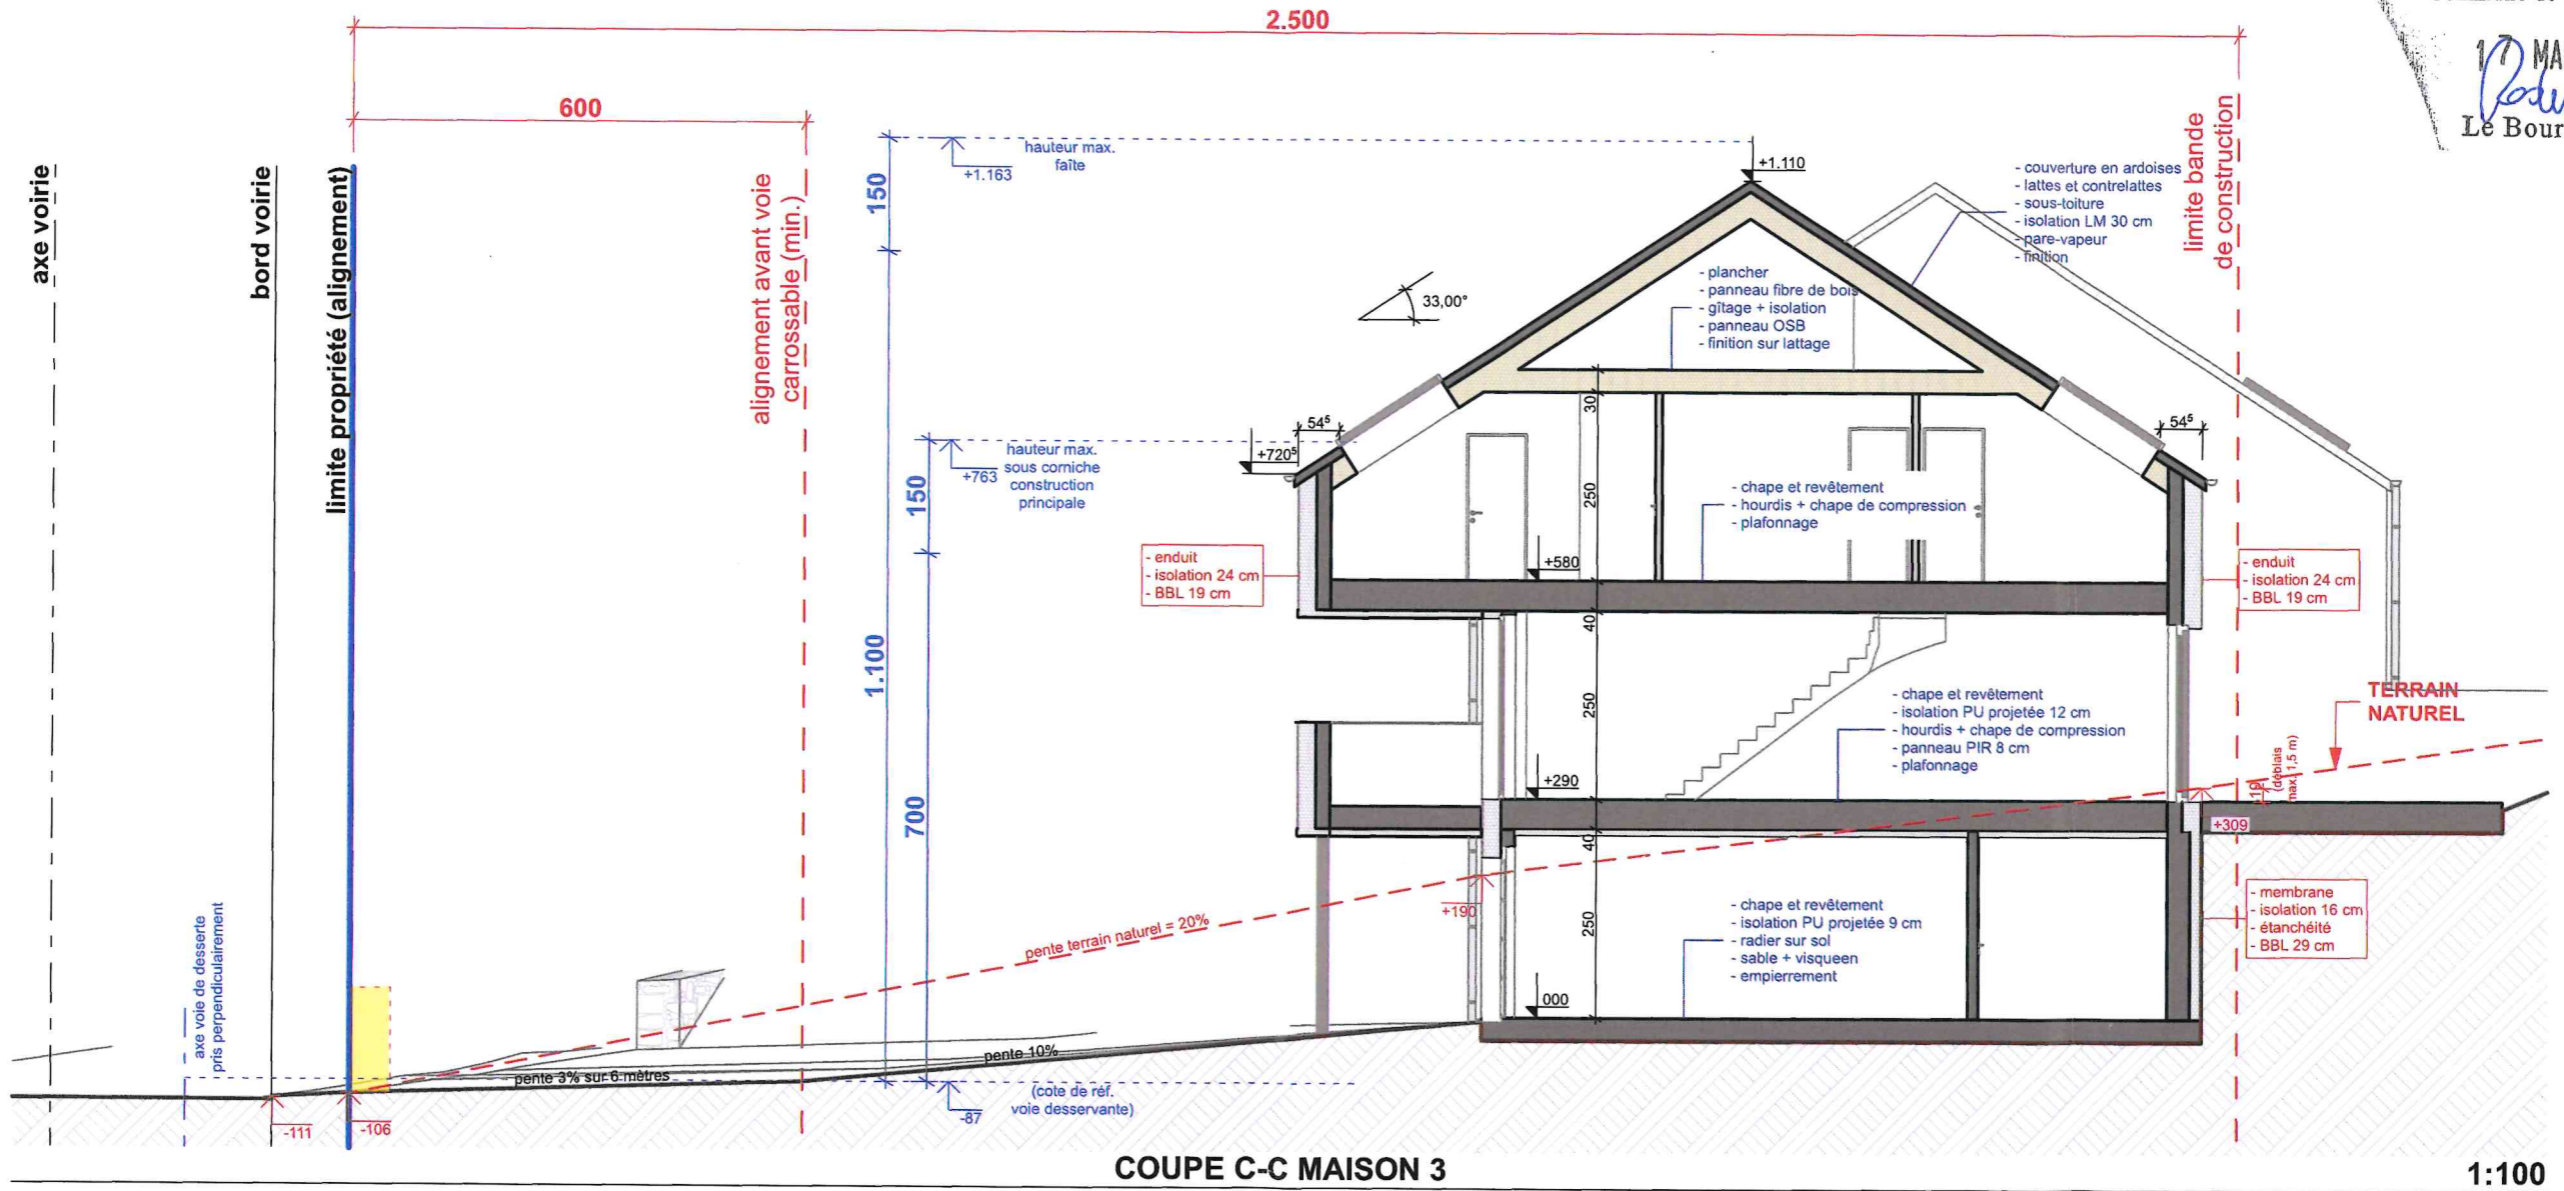 2.500
17 MA
Le Bour
600
axe voirie
bord voirie
limite propriété (alignement)
alignement avant voie
carrossable (min.)
150
hauteur max.
faîte
+1.163
+1.110
- couverture en ardoises
- lattes et contrelattes
- sous-toiture
- isolation LM 30 cm
- pare-vapeur
- finition
limite bande
de construction
33,00°
- plancher
- panneau fibre de bois
- gîtage + isolation
- panneau OSB
- finition sur lattage
30
54⁵
+720⁵
54⁵
hauteur max.
sous corniche
construction
principale
+763
150
250
- chape et revêtement
- hourdis + chape de compression
- plafonnage
- enduit
- isolation 24 cm
- BBL 19 cm
+580
- enduit
- isolation 24 cm
- BBL 19 cm
40
1.100
700
250
- chape et revêtement
- isolation PU projetée 12 cm
- hourdis + chape de compression
- panneau PIR 8 cm
- plafonnage
+290
TERRAIN
NATUREL
19
(déblais
max. 1,5 m)
+309
40
+190
pente terrain naturel = 20%
250
- chape et revêtement
- isolation PU projetée 9 cm
- radier sur sol
- sable + visqueen
- empierrement
- membrane
- isolation 16 cm
- étanchéité
- BBL 29 cm
000
axe voie de desserte
pris perpendiculairement
pente 10%
pente 3% sur 6 mètres
(cote de réf.
voie desservante)
-87
-111
-106
COUPE C-C MAISON 3
1:100